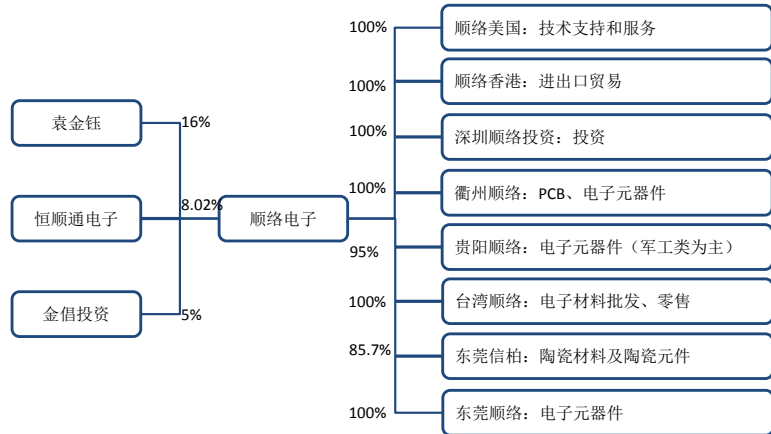 袁金钰
16%
恒顺通电子
8.02%
金倡投资
5%
顺络电子
100%
顺络美国：技术支持和服务
100%
顺络香港：进出口贸易
100%
深圳顺络投资：投资
100%
衢州顺络：PCB、电子元器件
95%
贵阳顺络：电子元器件（军工类为主）
100%
台湾顺络：电子材料批发、零售
85.7%
东莞信柏：陶瓷材料及陶瓷元件
100%
东莞顺络：电子元器件